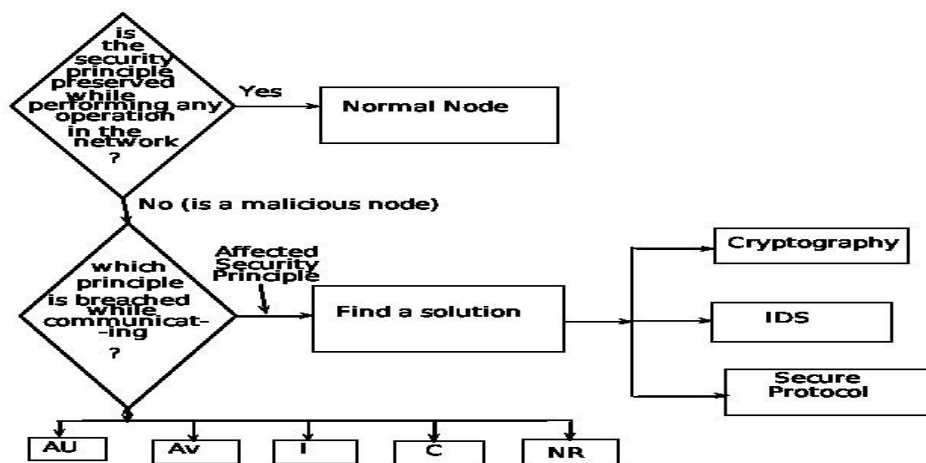 is
the
security
principle
preserved
while
performing any
operation
in the
network
?
Yes
Normal Node
No (is a malicious node)
which
principle
is breached
while
communicat-
-ing
?
Affected
Security
Principle
Find a solution
Cryptography
IDS
Secure
Protocol
AU
Av
I
C
NR